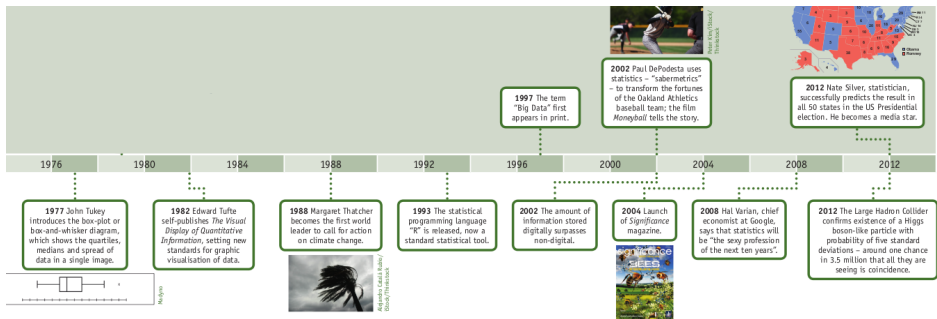 Peter Kim/iStock/
Thinkstock
Obama
Romney
1997 The term
“Big Data” first
appears in print.
2002 Paul DePodesta uses
statistics – “sabermetrics”
– to transform the fortunes
of the Oakland Athletics
baseball team; the film
Moneyball tells the story.
2012 Nate Silver, statistician,
successfully predicts the result in
all 50 states in the US Presidential
election. He becomes a media star.
1976 1980 1984 1988 1992 1996 2000 2004 2008 2012
1977 John Tukey
introduces the box-plot or
box-and-whisker diagram,
which shows the quartiles,
medians and spread of
data in a single image.
1982 Edward Tufte
self-publishes The Visual
Display of Quantitative
Information, setting new
standards for graphic
visualisation of data.
1988 Margaret Thatcher
becomes the first world
leader to call for action
on climate change.
1993 The statistical
programming language
“R” is released, now a
standard statistical tool.
2002 The amount of
information stored
digitally surpasses
non-digital.
2004 Launch
of Significance
magazine.
2008 Hal Varian, chief
economist at Google,
says that statistics will
be “the sexy profession
of the next ten years”.
2012 The Large Hadron Collider
confirms existence of a Higgs
boson-like particle with
probability of five standard
deviations – around one chance
in 3.5 million that all they are
seeing is coincidence.
significance